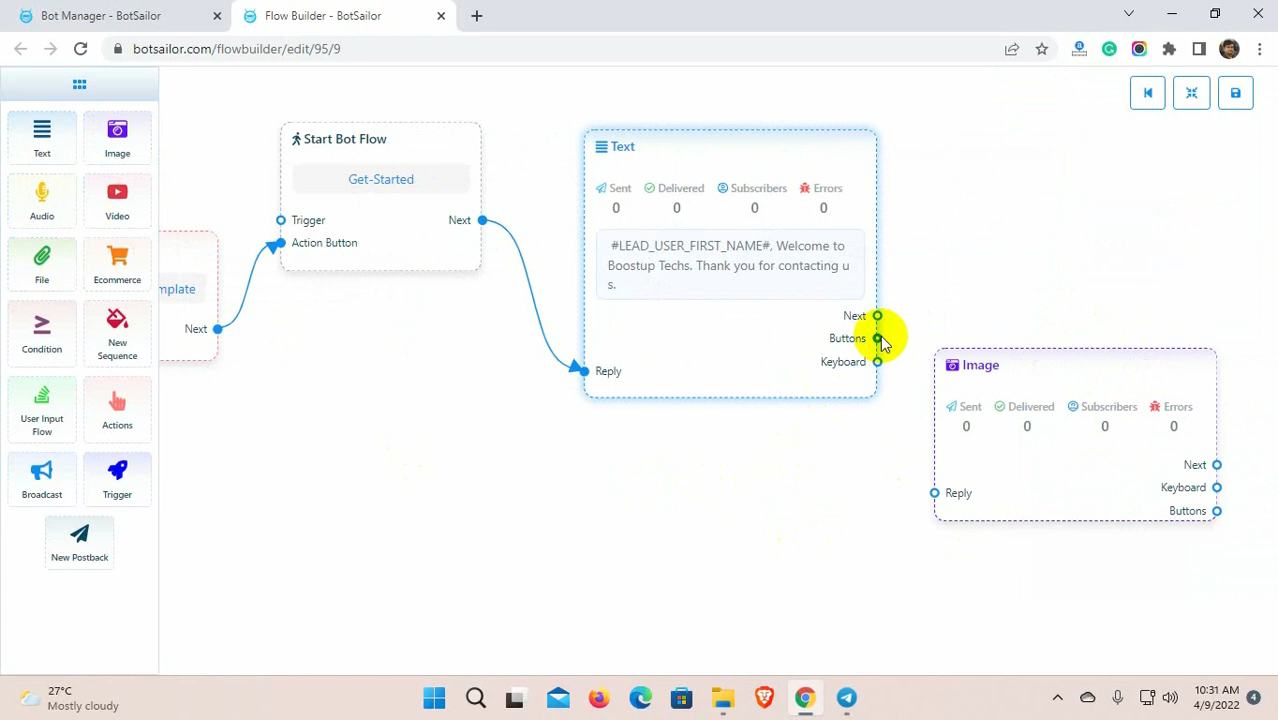 Bot Manager - BotSailor
Flow Builder - BotSailor
botsailor.com/flowbuilder/edit/95/9
Text
Image
Audio
Video
File
Ecommerce
Condition
New
Sequence
User Input
Flow
Actions
Broadcast
Trigger
New Postback
mplate
Next
Start Bot Flow
Get-Started
Trigger
Next
Action Button
Text
Sent
Delivered
Subscribers
Errors
0
0
0
0
#LEAD_USER_FIRST_NAME#, Welcome to
Boostup Techs. Thank you for contacting u
s.
Next
Buttons
Keyboard
Reply
Image
Sent
Delivered
Subscribers
Errors
0
0
0
0
Next
Keyboard
Reply
Buttons
27°C
Mostly cloudy
10:31 AM
4/9/2022
4